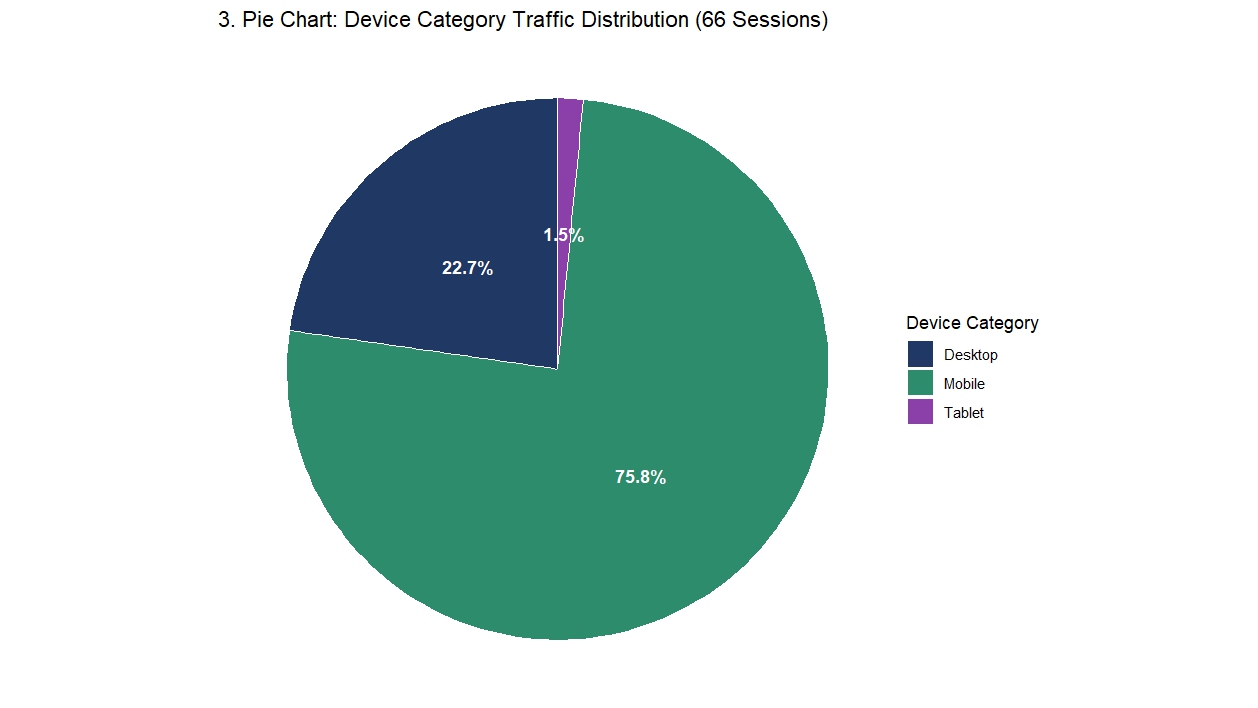 3. Pie Chart: Device Category Traffic Distribution (66 Sessions)
1.5%
22.7%
75.8%
Device Category
Desktop
Mobile
Tablet